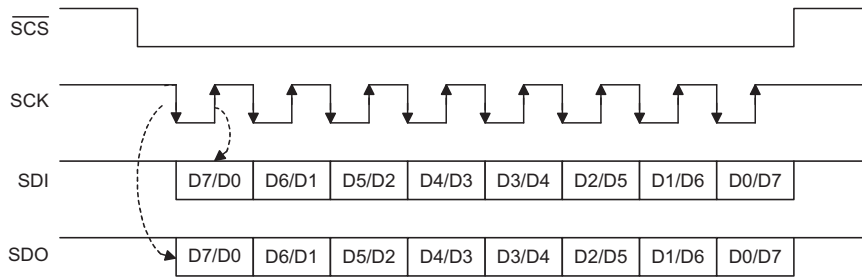 SCS
SCK
SDI D7/D0 D6/D1 D5/D2 D4/D3 D3/D4 D2/D5 D1/D6 D0/D7
SDO D7/D0 D6/D1 D5/D2 D4/D3 D3/D4 D2/D5 D1/D6 D0/D7